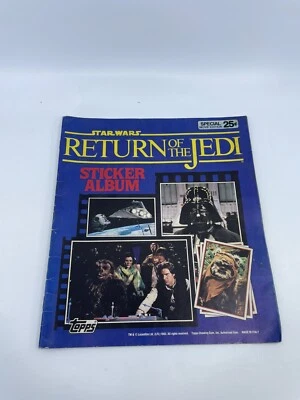 SPECIAL 25¢
STAR WARS
RETURN OF THE JEDI
STICKER
ALBUM
topps